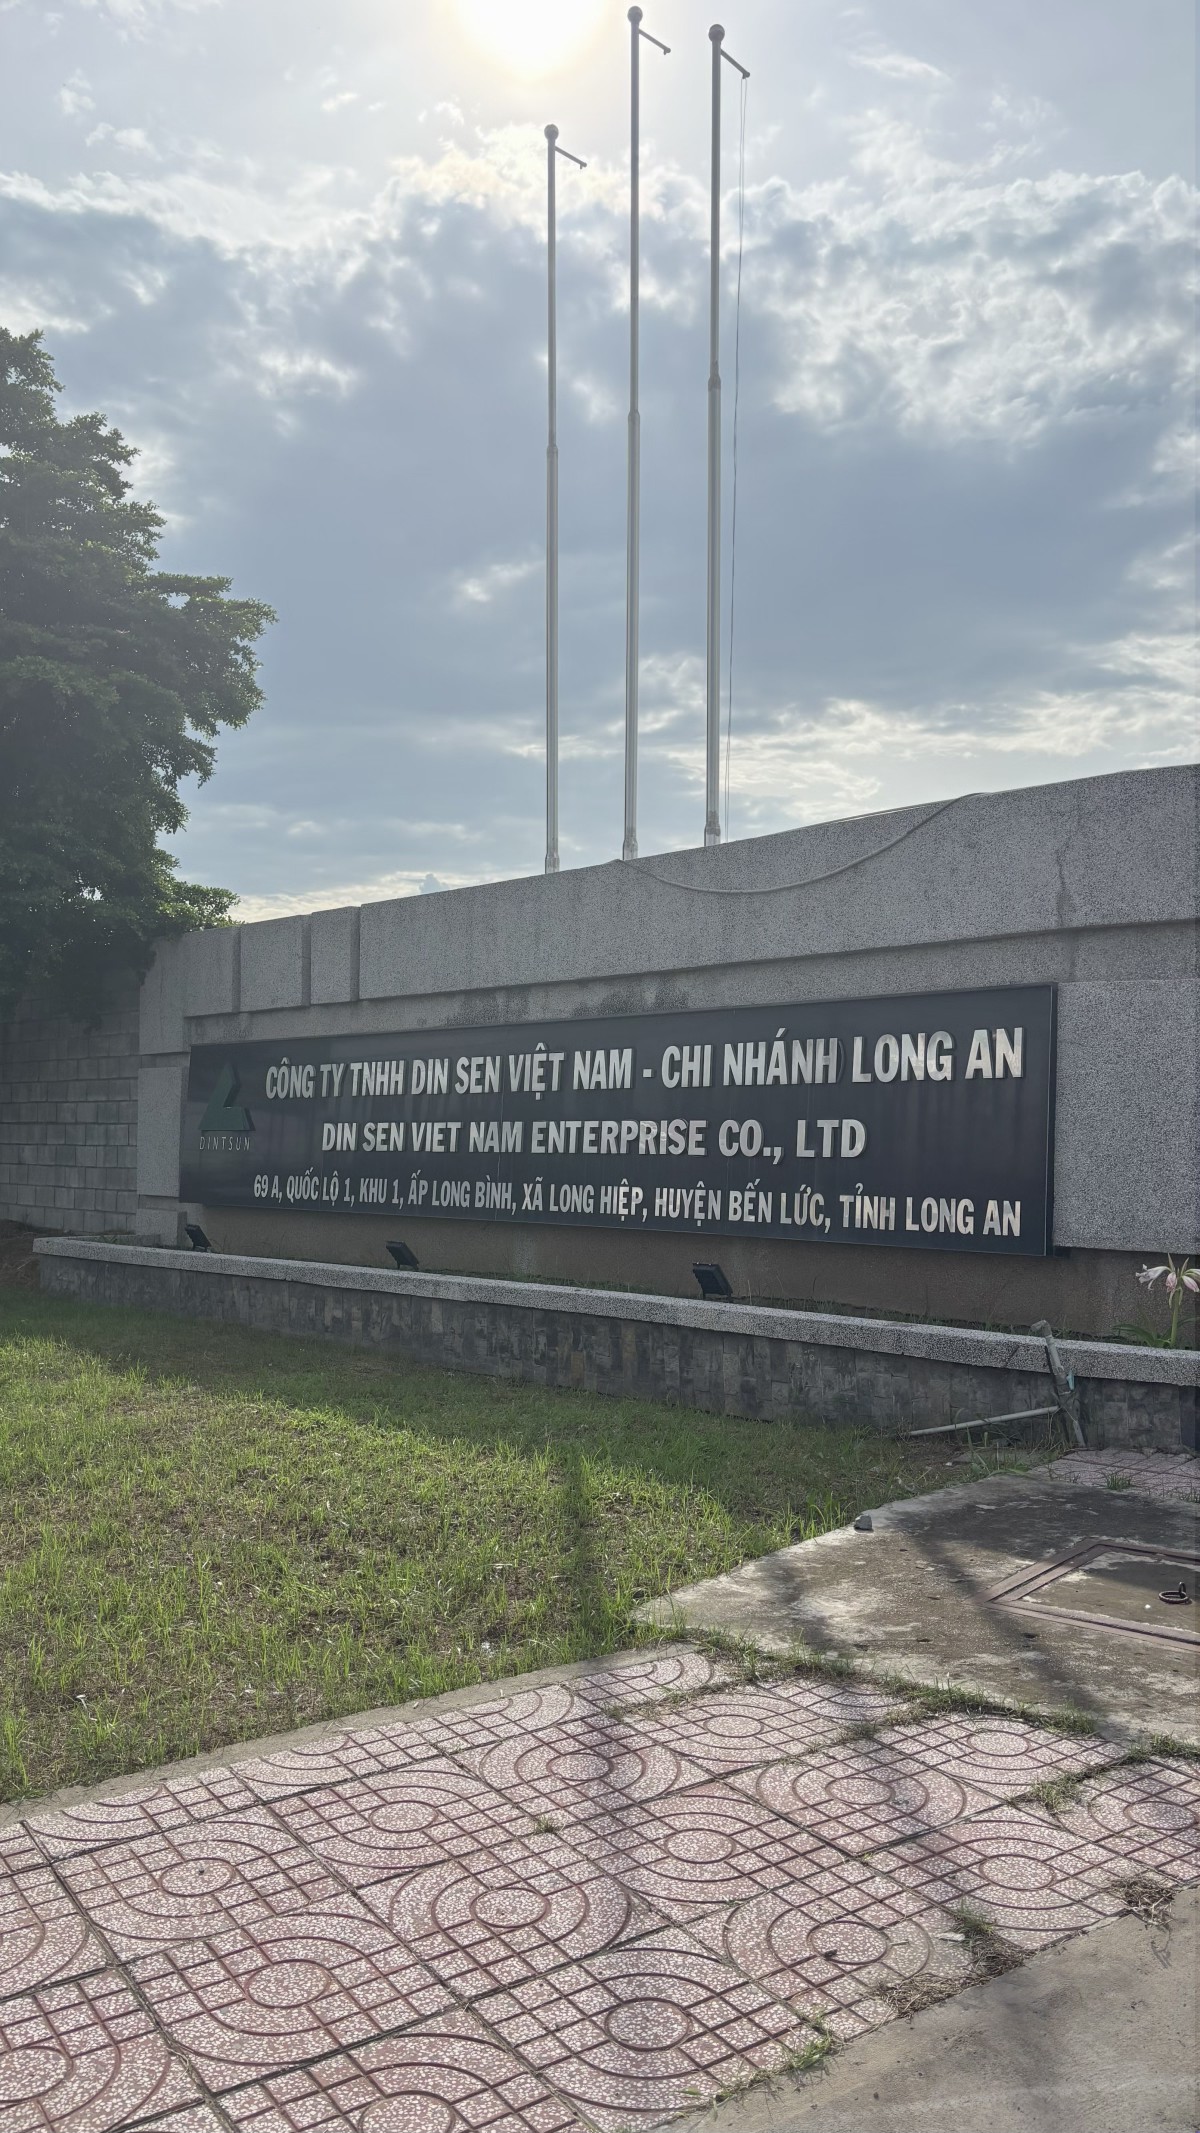 CÔNG TY TNHH DIN SEN VIỆT NAM - CHI NHÁNH LONG AN
DINTSUN
DIN SEN VIET NAM ENTERPRISE CO., LTD
69 A, QUỐC LỘ 1, KHU 1, ẤP LONG BÌNH, XÃ LONG HIỆP, HUYỆN BẾN LỨC, TỈNH LONG AN